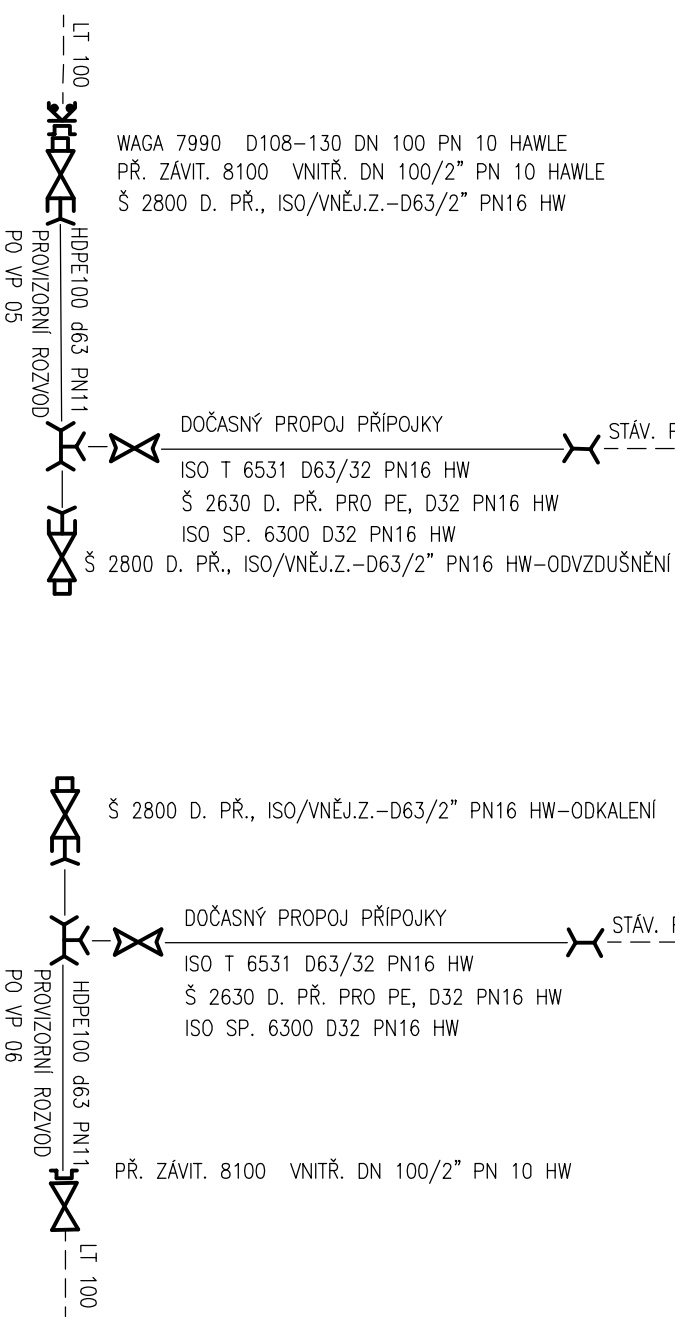 LT 100
WAGA 7990 D108-130 DN 100 PN 10 HAWLE
PŘ. ZÁVIT. 8100 VNITŘ. DN 100/2" PN 10 HAWLE
Š 2800 D. PŘ., ISO/VNĚJ.Z.-D63/2" PN16 HW
HDPE100 d63 PN11
PROVIZORNÍ ROZVOD
PO VP 05
DOČASNÝ PROPOJ PŘÍPOJKY
STÁV. P
ISO T 6531 D63/32 PN16 HW
Š 2630 D. PŘ. PRO PE, D32 PN16 HW
ISO SP. 6300 D32 PN16 HW
Š 2800 D. PŘ., ISO/VNĚJ.Z.-D63/2" PN16 HW-ODVZDUŠNĚNÍ
Š 2800 D. PŘ., ISO/VNĚJ.Z.-D63/2" PN16 HW-ODKALENÍ
DOČASNÝ PROPOJ PŘÍPOJKY
STÁV. P
ISO T 6531 D63/32 PN16 HW
Š 2630 D. PŘ. PRO PE, D32 PN16 HW
ISO SP. 6300 D32 PN16 HW
HDPE100 d63 PN11
PROVIZORNÍ ROZVOD
PO VP 06
PŘ. ZÁVIT. 8100 VNITŘ. DN 100/2" PN 10 HW
LT 100